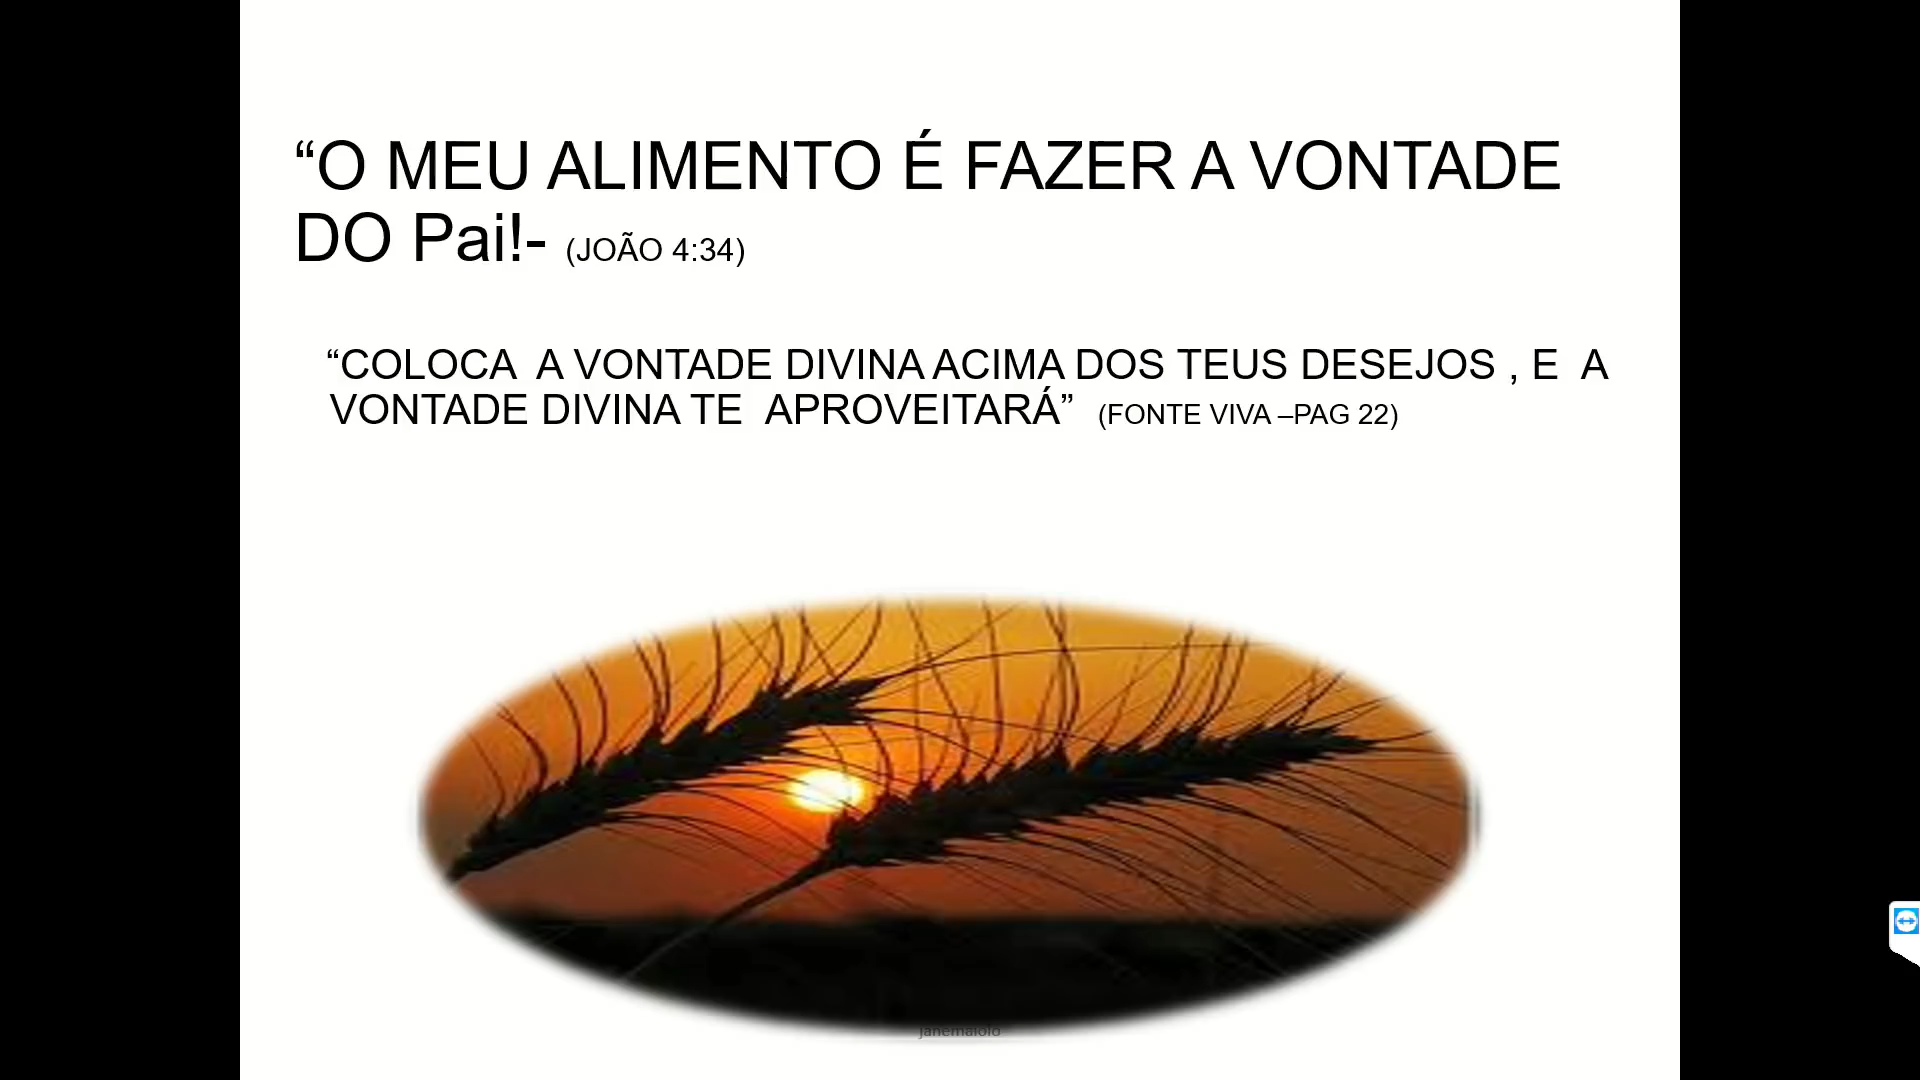 “O MEU ALIMENTO É FAZER A VONTADE
DO Pai!- (JOÃO 4:34)
“COLOCA A VONTADE DIVINA ACIMA DOS TEUS DESEJOS , E A
VONTADE DIVINA TE APROVEITARÁ” (FONTE VIVA –PAG 22)
janemaiolo